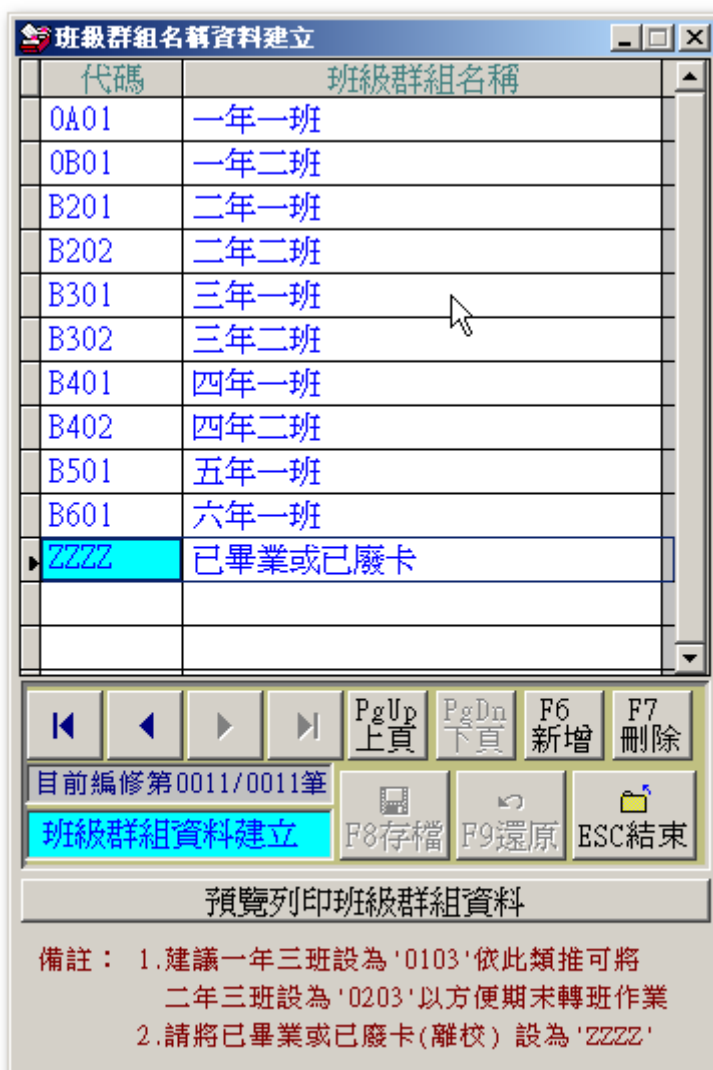 班級群組名稱資料建立
代碼 班級群組名稱
0A01 一年一班
0B01 一年二班
B201 二年一班
B202 二年二班
B301 三年一班
B302 三年二班
B401 四年一班
B402 四年二班
B501 五年一班
B601 六年一班
ZZZZ 已畢業或已廢卡
PgUp 上頁 PgDn 下頁 F6 新增 F7 刪除
目前編修第0011/0011筆
班級群組資料建立 F8存檔 F9還原 ESC結束
預覽列印班級群組資料
備註： 1.建議一年三班設為'0103'依此類推可將
二年三班設為'0203'以方便期末轉班作業
2.請將已畢業或已廢卡(離校) 設為'ZZZZ'